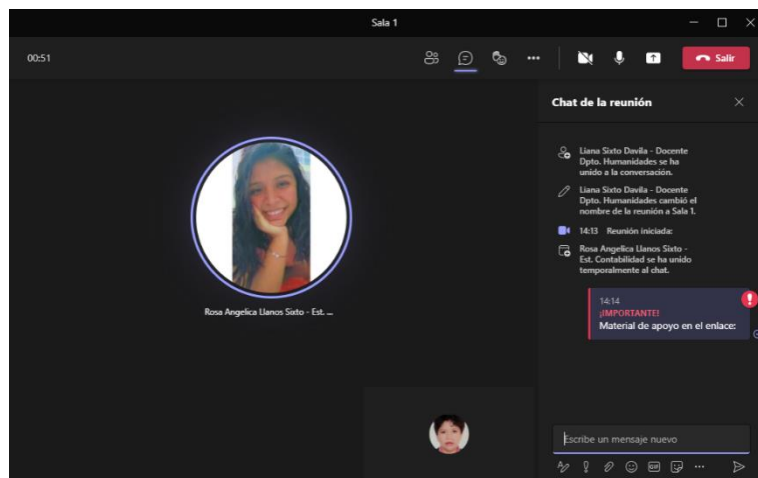 Sala 1
00:51
Salir
Chat de la reunión
Liana Sixto Davila - Docente
Dpto. Humanidades se ha
unido a la conversación.
Liana Sixto Davila - Docente
Dpto. Humanidades cambió el
nombre de la reunión a Sala 1.
14:13 Reunión iniciada:
Rosa Angelica Llanos Sixto -
Est. Contabilidad se ha unido
temporalmente al chat.
14:14
¡IMPORTANTE!
Material de apoyo en el enlace:
Rosa Angelica Llanos Sixto - Est. ...
Escribe un mensaje nuevo
GIF